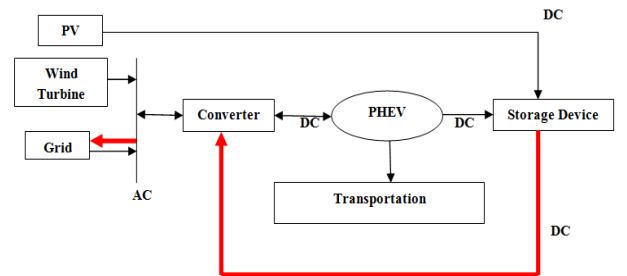 DC
PV
Wind
Turbine
Converter
PHEV
Storage Device
DC
DC
Grid
AC
Transportation
DC